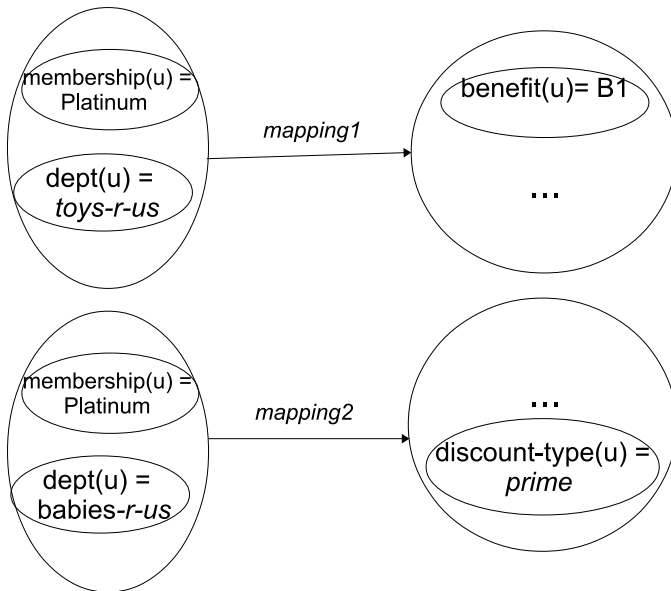 membership(u) =
Platinum
dept(u) =
toys-r-us
mapping1
benefit(u)= B1
...
membership(u) =
Platinum
dept(u) =
babies-r-us
mapping2
...
discount-type(u) =
prime